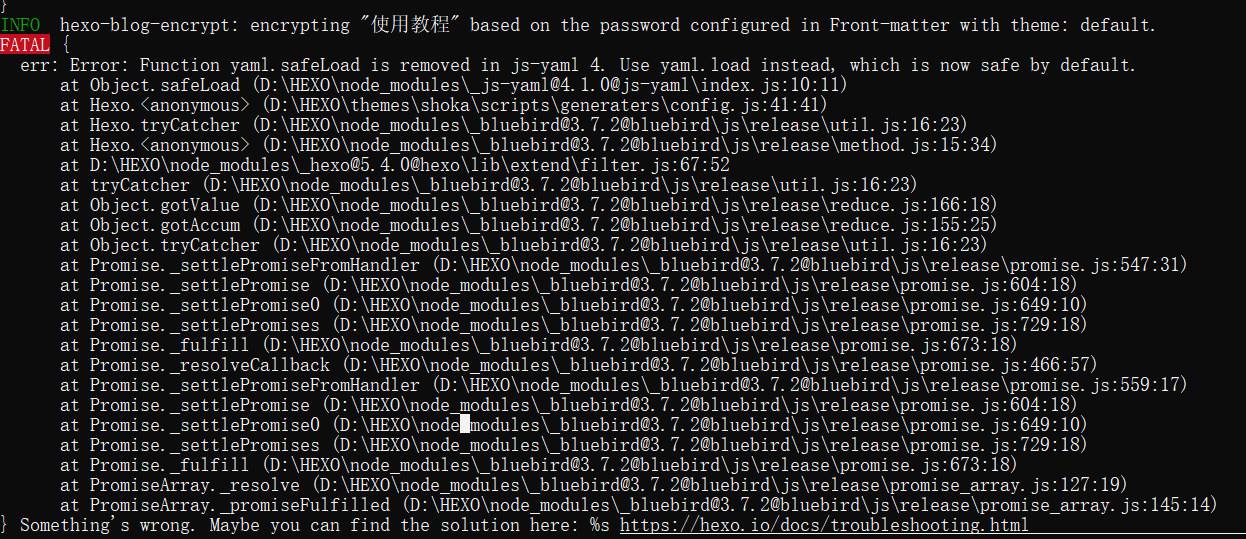 }
INFO  hexo-blog-encrypt: encrypting "使用教程" based on the password configured in Front-matter with theme: default.
FATAL {
  err: Error: Function yaml.safeLoad is removed in js-yaml 4. Use yaml.load instead, which is now safe by default.
      at Object.safeLoad (D:\HEXO\node_modules\_js-yaml@4.1.0@js-yaml\index.js:10:11)
      at Hexo.<anonymous> (D:\HEXO\themes\shoka\scripts\generaters\config.js:41:41)
      at Hexo.tryCatcher (D:\HEXO\node_modules\_bluebird@3.7.2@bluebird\js\release\util.js:16:23)
      at Hexo.<anonymous> (D:\HEXO\node_modules\_bluebird@3.7.2@bluebird\js\release\method.js:15:34)
      at D:\HEXO\node_modules\_hexo@5.4.0@hexo\lib\extend\filter.js:67:52
      at tryCatcher (D:\HEXO\node_modules\_bluebird@3.7.2@bluebird\js\release\util.js:16:23)
      at Object.gotValue (D:\HEXO\node_modules\_bluebird@3.7.2@bluebird\js\release\reduce.js:166:18)
      at Object.gotAccum (D:\HEXO\node_modules\_bluebird@3.7.2@bluebird\js\release\reduce.js:155:25)
      at Object.tryCatcher (D:\HEXO\node_modules\_bluebird@3.7.2@bluebird\js\release\util.js:16:23)
      at Promise._settlePromiseFromHandler (D:\HEXO\node_modules\_bluebird@3.7.2@bluebird\js\release\promise.js:547:31)
      at Promise._settlePromise (D:\HEXO\node_modules\_bluebird@3.7.2@bluebird\js\release\promise.js:604:18)
      at Promise._settlePromise0 (D:\HEXO\node_modules\_bluebird@3.7.2@bluebird\js\release\promise.js:649:10)
      at Promise._settlePromises (D:\HEXO\node_modules\_bluebird@3.7.2@bluebird\js\release\promise.js:729:18)
      at Promise._fulfill (D:\HEXO\node_modules\_bluebird@3.7.2@bluebird\js\release\promise.js:673:18)
      at Promise._resolveCallback (D:\HEXO\node_modules\_bluebird@3.7.2@bluebird\js\release\promise.js:466:57)
      at Promise._settlePromiseFromHandler (D:\HEXO\node_modules\_bluebird@3.7.2@bluebird\js\release\promise.js:559:17)
      at Promise._settlePromise (D:\HEXO\node_modules\_bluebird@3.7.2@bluebird\js\release\promise.js:604:18)
      at Promise._settlePromise0 (D:\HEXO\node_modules\_bluebird@3.7.2@bluebird\js\release\promise.js:649:10)
      at Promise._settlePromises (D:\HEXO\node_modules\_bluebird@3.7.2@bluebird\js\release\promise.js:729:18)
      at Promise._fulfill (D:\HEXO\node_modules\_bluebird@3.7.2@bluebird\js\release\promise.js:673:18)
      at PromiseArray._resolve (D:\HEXO\node_modules\_bluebird@3.7.2@bluebird\js\release\promise_array.js:127:19)
      at PromiseArray._promiseFulfilled (D:\HEXO\node_modules\_bluebird@3.7.2@bluebird\js\release\promise_array.js:145:14)
} Something's wrong. Maybe you can find the solution here: %s https://hexo.io/docs/troubleshooting.html